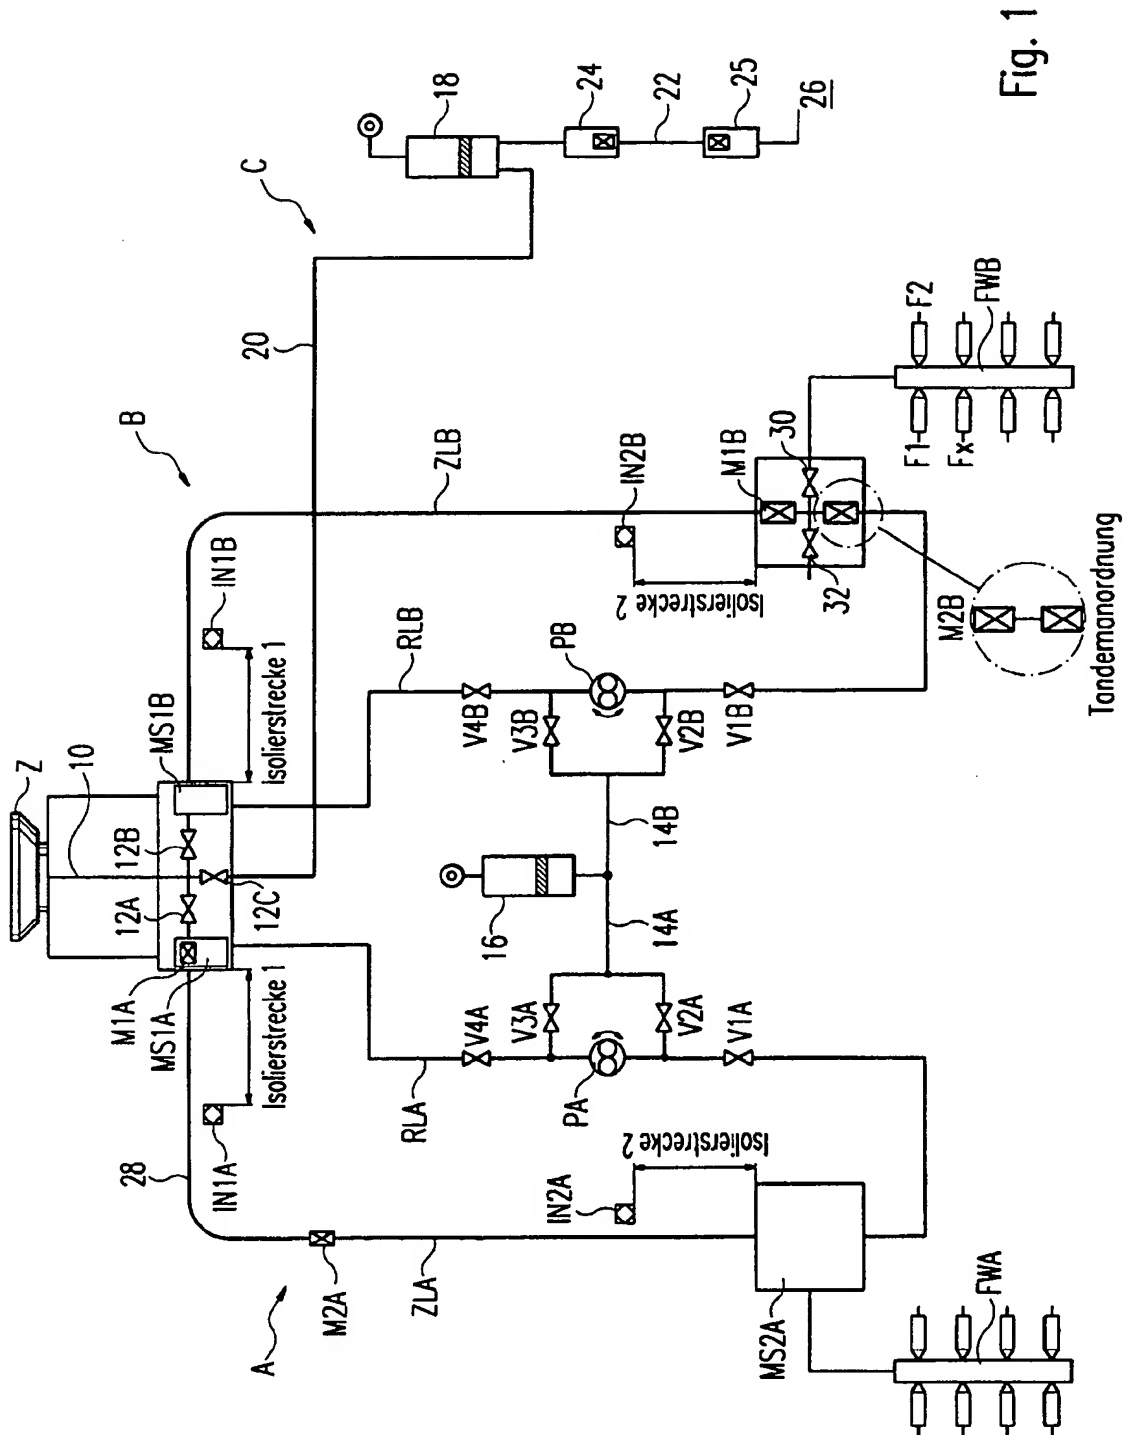 Fig. 1
Z
10
MS1B
12B
12A
12C
M1A
MS1A
Isolierstrecke 1
Isolierstrecke 1
IN1B
IN1A
28
B
C
20
18
24
22
25
26
A
M2A
ZLA
ZLB
RLA
RLB
16
14A
14B
V4A
V3A
PA
V2A
V1A
V4B
V3B
PB
V2B
V1B
IN2A
Isolierstrecke 2
IN2B
Isolierstrecke 2
M1B
30
32
M2B
Tandemanordnung
MS2A
FWA
F1
F2
Fx
FWB